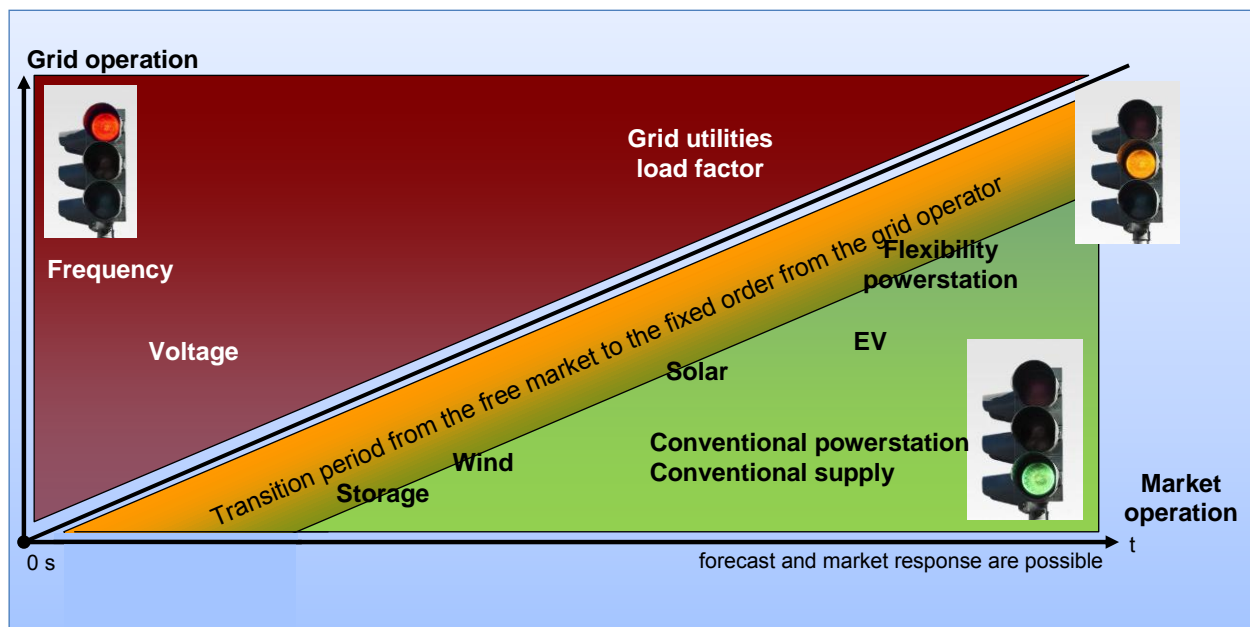 Grid operation
Grid utilities
load factor
Frequency
Voltage
Transition period from the free market to the fixed order from the grid operator
Flexibility
powerstation
EV
Solar
Conventional powerstation
Conventional supply
Wind
Storage
Market
operation
0 s
forecast and market response are possible
t